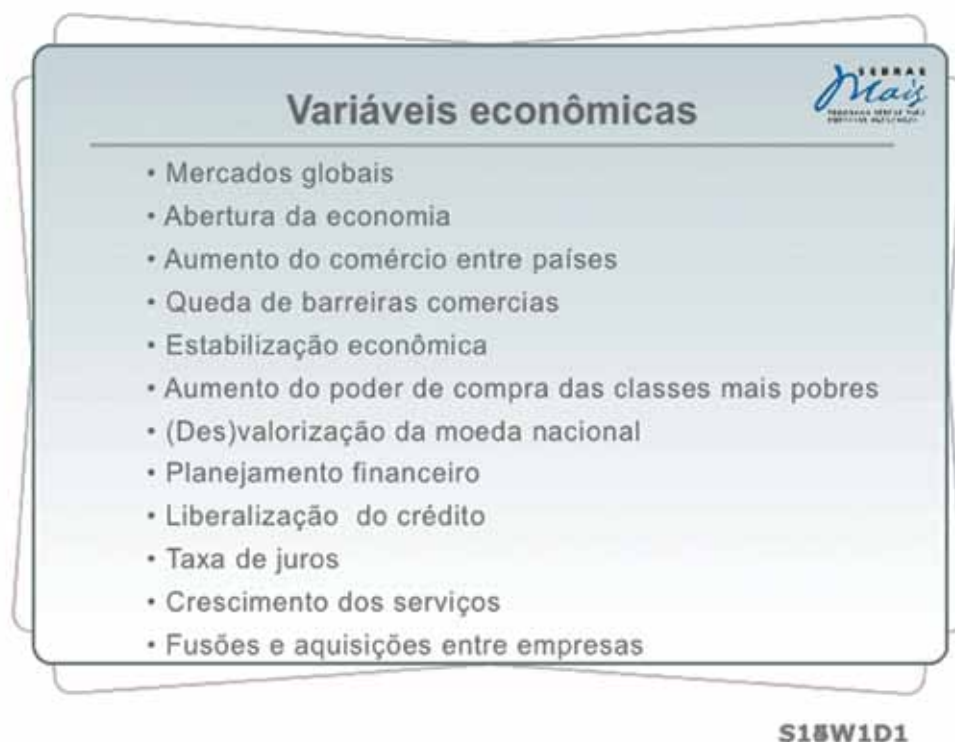 SEBRAE
Mais
Variáveis econômicas
• Mercados globais
• Abertura da economia
• Aumento do comércio entre países
• Queda de barreiras comercias
• Estabilização econômica
• Aumento do poder de compra das classes mais pobres
• (Des)valorização da moeda nacional
• Planejamento financeiro
• Liberalização do crédito
• Taxa de juros
• Crescimento dos serviços
• Fusões e aquisições entre empresas